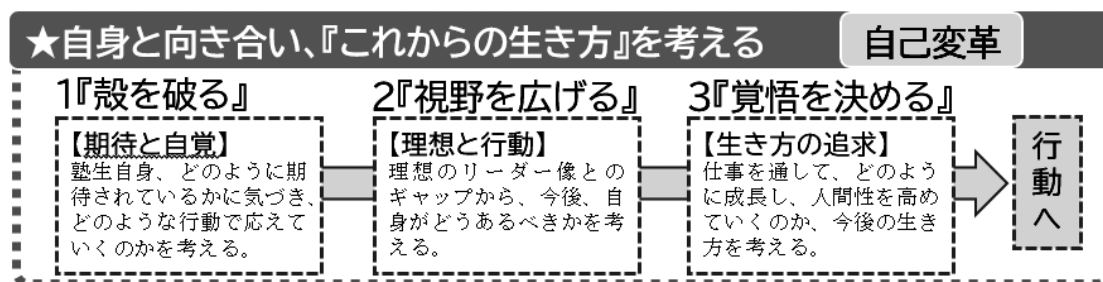 ★自身と向き合い、『これからの生き方』を考える
自己変革
1『殻を破る』
【期待と自覚】
塾生自身、どのように期
待されているかに気づき、
どのような行動で応えて
いくのかを考える。
2『視野を広げる』
【理想と行動】
理想のリーダー像との
ギャップから、今後、自
身がどうあるべきかを考
える。
3『覚悟を決める』
【生き方の追求】
仕事を通して、どのよう
に成長し、人間性を高め
ていくのか、今後の生き
方を考える。
行
動
へ